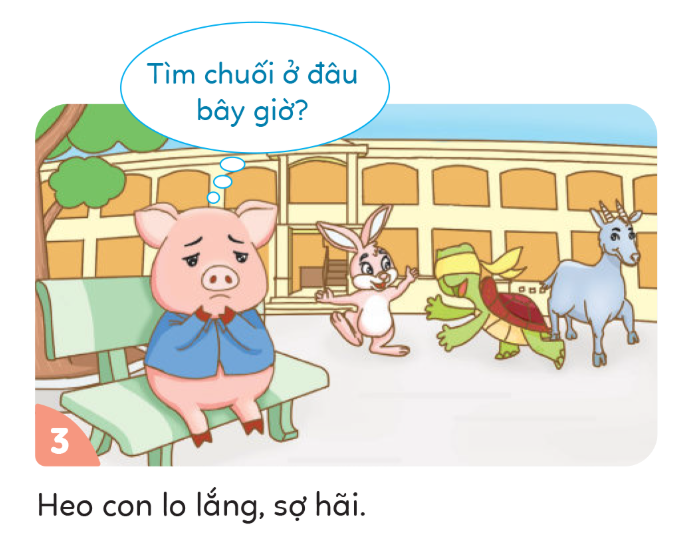 Tìm chuối ở đâu
bây giờ?
3
Heo con lo lắng, sợ hãi.